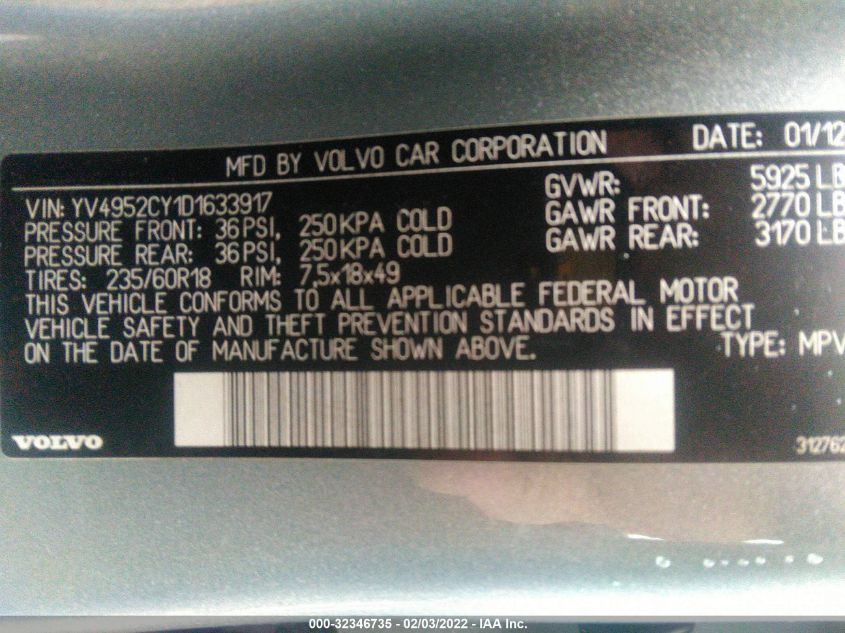 MFD BY VOLVO CAR CORPORATION DATE: 01/12
VIN: YV4952CY1D1633917 GVWR: 5925 LB
PRESSURE FRONT: 36 PSI, 250 KPA COLD GAWR FRONT: 2770 LB
PRESSURE REAR: 36 PSI, 250 KPA COLD GAWR REAR: 3170 LB
TIRES: 235/60R18 RIM: 7,5x18x49
THIS VEHICLE CONFORMS TO ALL APPLICABLE FEDERAL MOTOR
VEHICLE SAFETY AND THEFT PREVENTION STANDARDS IN EFFECT
ON THE DATE OF MANUFACTURE SHOWN ABOVE. TYPE: MPV
VOLVO 312762
000-32346735 - 02/03/2022 - IAA Inc.